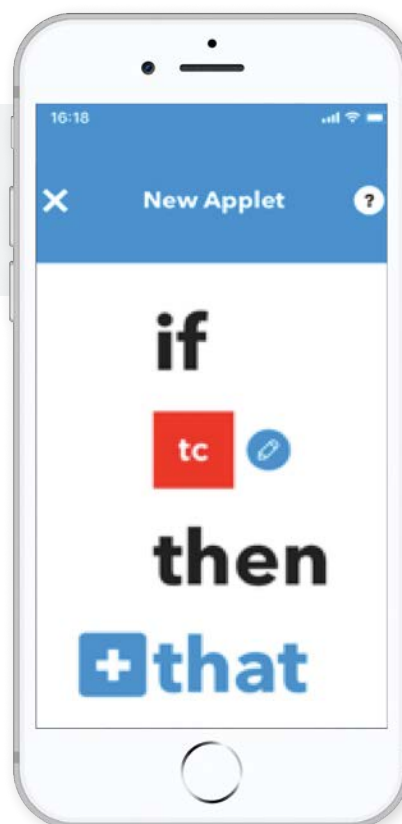 16:18
New Applet
?
if
tc
then
+ that